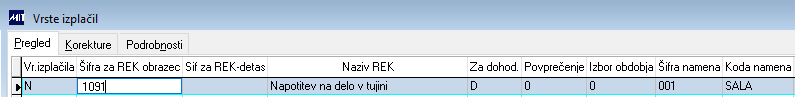 MIT Vrste izplačil
Pregled Korekture Podrobnosti
Vr.izplačila Šifra za REK obrazec Sif za REK-detas Naziv REK Za dohod. Povprečenje Izbor obdobja Šifra namena Koda namena
N 1091 Napotitev na delo v tujini D 0 0 001 SALA